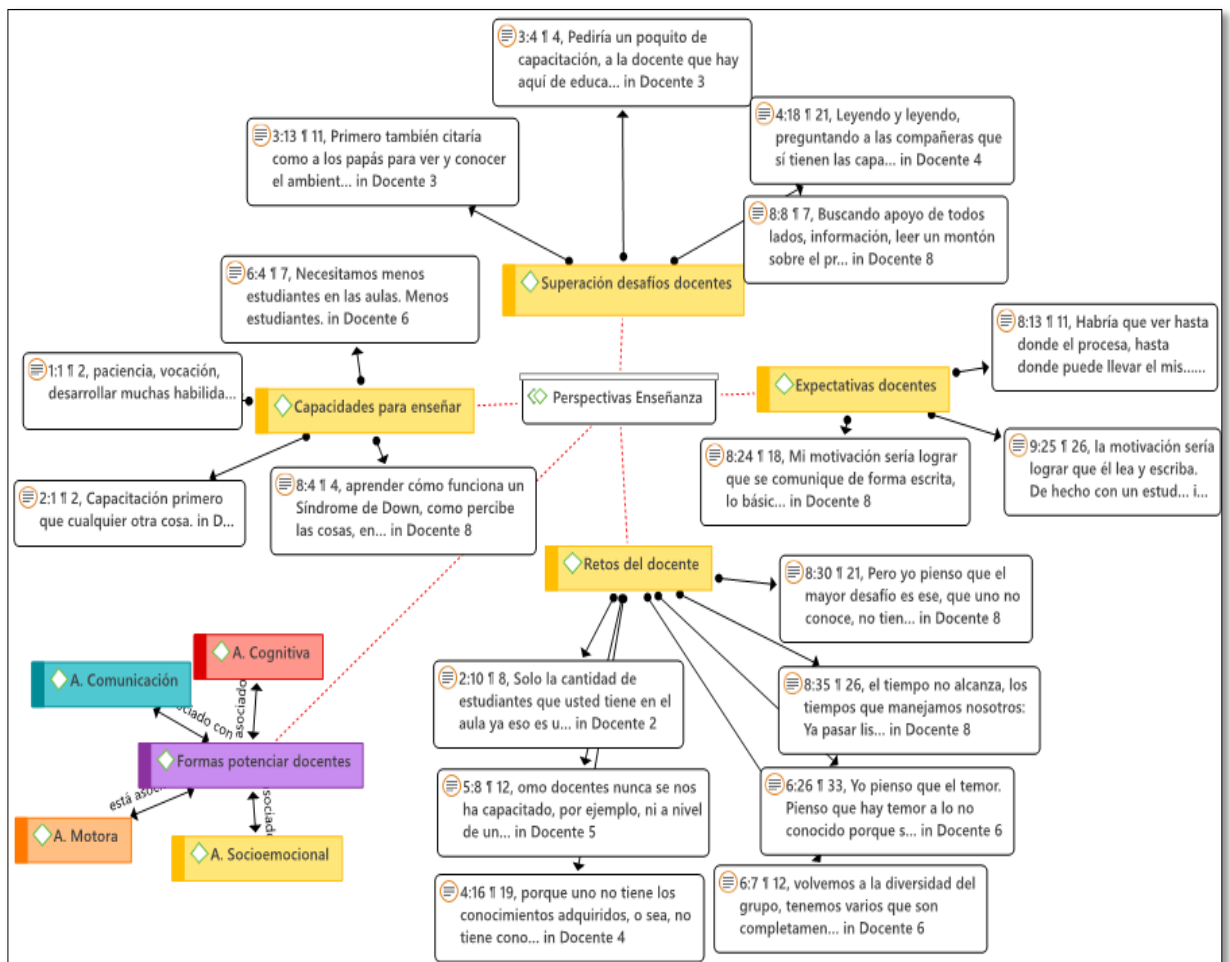 3:4 ¶ 4, Pediría un poquito de
capacitación, a la docente que hay
aquí de educa... in Docente 3
4:18 ¶ 21, Leyendo y leyendo,
preguntando a las compañeras que
sí tienen las capa... in Docente 4
3:13 ¶ 11, Primero también citaría
como a los papás para ver y conocer
el ambient... in Docente 3
8:8 ¶ 7, Buscando apoyo de todos
lados, información, leer un montón
sobre el pr... in Docente 8
6:4 ¶ 7, Necesitamos menos
estudiantes en las aulas. Menos
estudiantes. in Docente 6
Superación desafíos docentes
8:13 ¶ 11, Habría que ver hasta
donde el procesa, hasta
donde puede llevar el mis......
in Docente 8
1:1 ¶ 2, paciencia, vocación,
desarrollar muchas habilida...
Capacidades para enseñar
Perspectivas Enseñanza
Expectativas docentes
8:24 ¶ 18, Mi motivación sería lograr
que se comunique de forma escrita,
lo básic... in Docente 8
9:25 ¶ 26, la motivación sería
lograr que él lea y escriba.
De hecho con un estud... i...
2:1 ¶ 2, Capacitación primero
que cualquier otra cosa. in D...
8:4 ¶ 4, aprender cómo funciona un
Síndrome de Down, como percibe
las cosas, en... in Docente 8
Retos del docente
8:30 ¶ 21, Pero yo pienso que el
mayor desafío es ese, que uno no
conoce, no tien... in Docente 8
A. Cognitiva
A. Comunicación
asociado
ociado con
Formas potenciar docentes
está aso
sociado
A. Motora
A. Socioemocional
2:10 ¶ 8, Solo la cantidad de
estudiantes que usted tiene en el
aula ya eso es u... in Docente 2
8:35 ¶ 26, el tiempo no alcanza, los
tiempos que manejamos nosotros:
Ya pasar lis... in Docente 8
5:8 ¶ 12, omo docentes nunca se nos
ha capacitado, por ejemplo, ni a nivel
de un... in Docente 5
6:26 ¶ 33, Yo pienso que el temor.
Pienso que hay temor a lo no
conocido porque s... in Docente 6
4:16 ¶ 19, porque uno no tiene los
conocimientos adquiridos, o sea, no
tiene cono... in Docente 4
6:7 ¶ 12, volvemos a la diversidad del
grupo, tenemos varios que son
completamen... in Docente 6